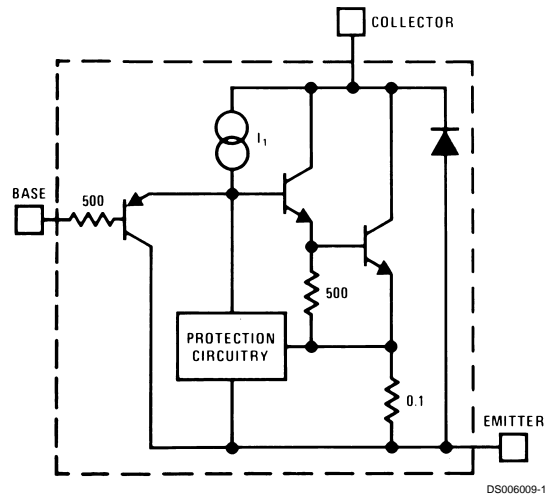 COLLECTOR
I1
BASE
500
500
PROTECTION
CIRCUITRY
0.1
EMITTER
DS006009-1